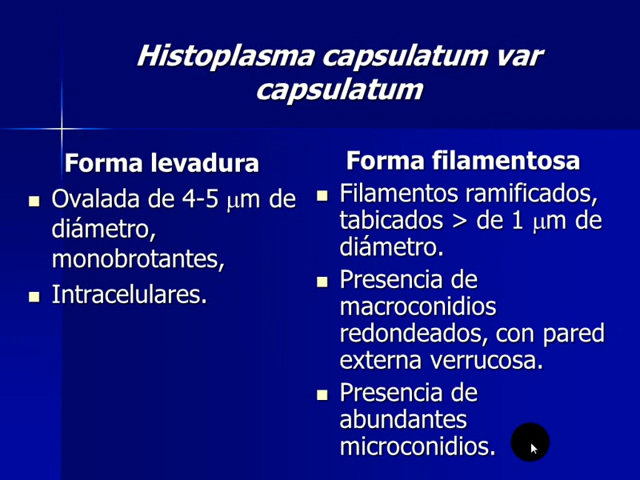 Histoplasma capsulatum var
capsulatum
Forma levadura
Ovalada de 4-5 μm de
diámetro,
monobrotantes,
Intracelulares.
Forma filamentosa
Filamentos ramificados,
tabicados > de 1 μm de
diámetro.
Presencia de
macroconidios
redondeados, con pared
externa verrucosa.
Presencia de
abundantes
microconidios.